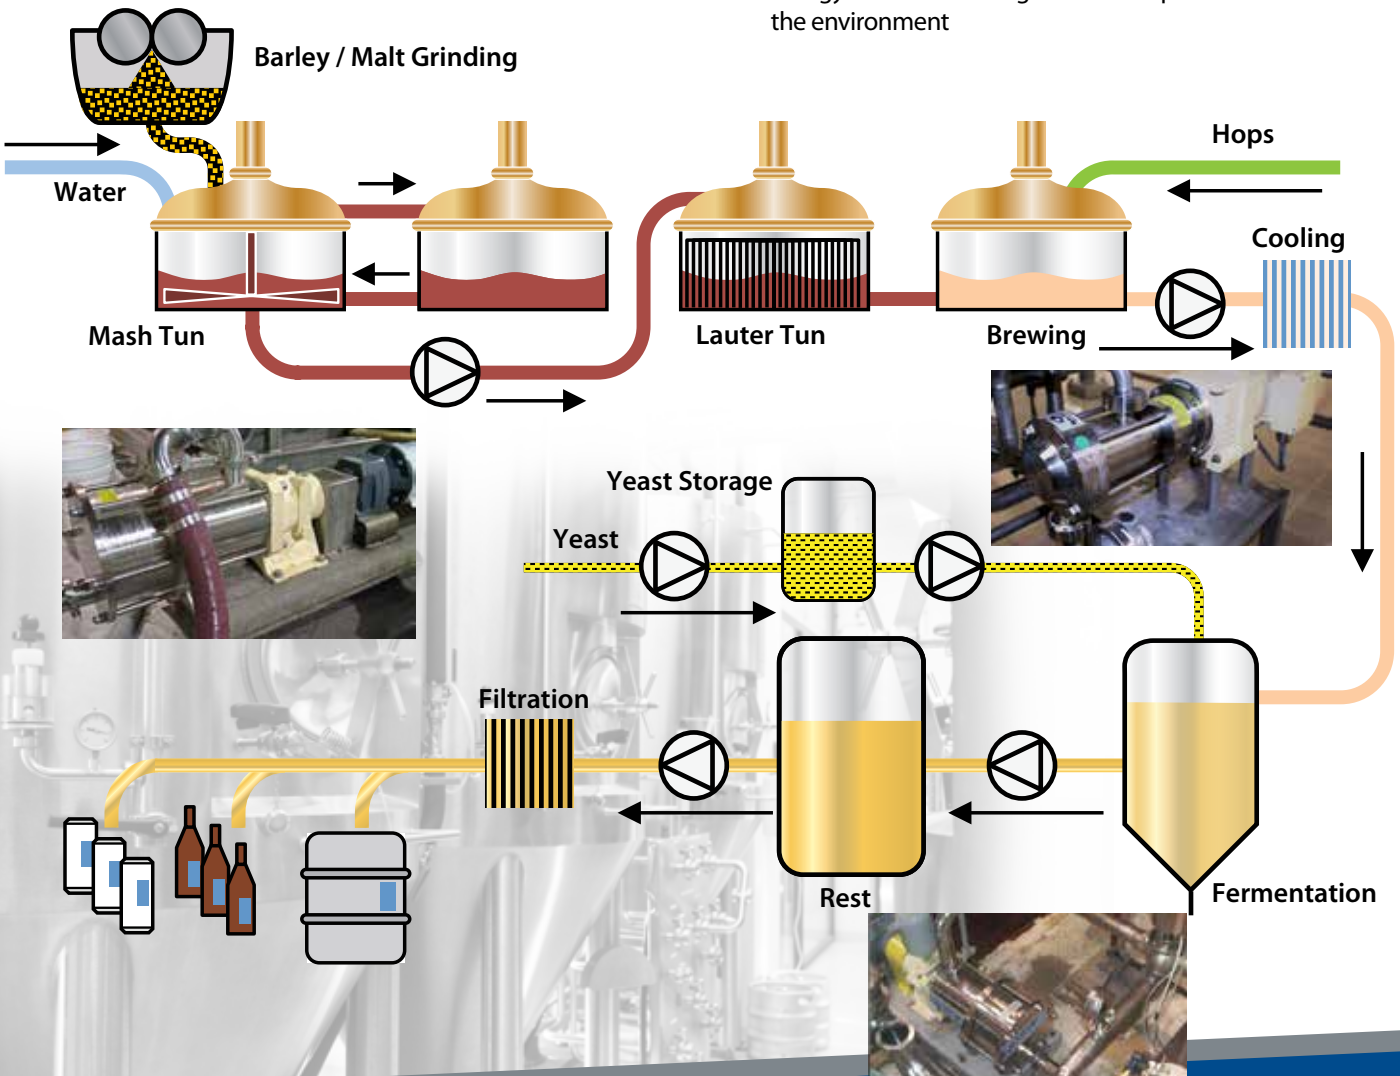 the environment
Barley / Malt Grinding
Hops
Water
Cooling
Mash Tun
Lauter Tun
Brewing
Yeast Storage
Yeast
Filtration
Rest
Fermentation